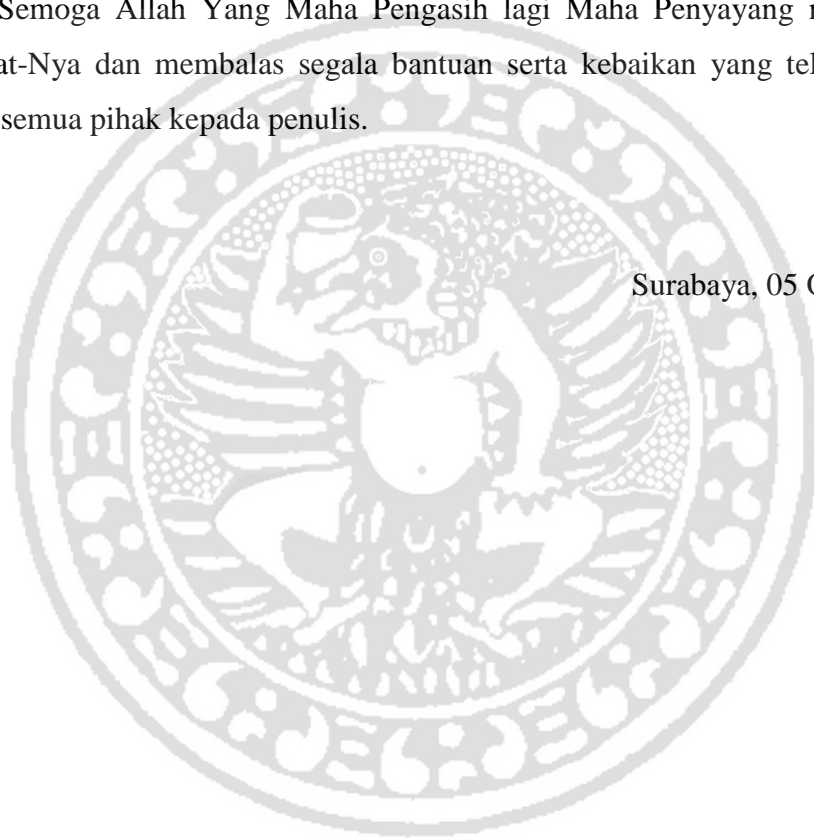 Semoga Allah Yang Maha Pengasih lagi Maha Penyayang
at-Nya dan membalas segala bantuan serta kebaikan yang
semua pihak kepada penulis.
Surabaya, 05